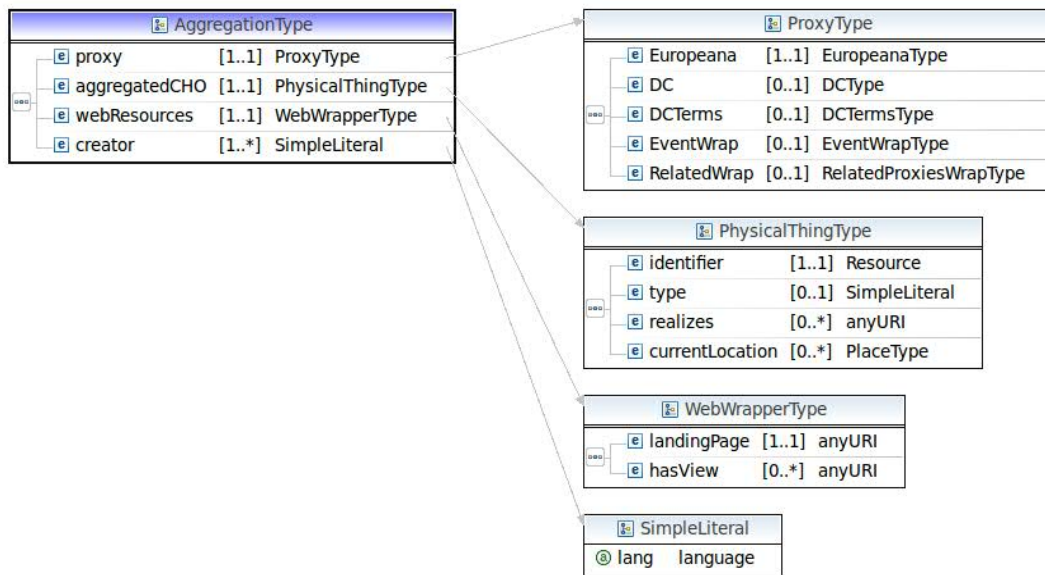 AggregationType
proxy [1..1] ProxyType
aggregatedCHO [1..1] PhysicalThingType
webResources [1..1] WebWrapperType
creator [1..*] SimpleLiteral
ProxyType
Europeana [1..1] EuropeanaType
DC [0..1] DCType
DCTerms [0..1] DCTermsType
EventWrap [0..1] EventWrapType
RelatedWrap [0..1] RelatedProxiesWrapType
PhysicalThingType
identifier [1..1] Resource
type [0..1] SimpleLiteral
realizes [0..*] anyURI
currentLocation [0..*] PlaceType
WebWrapperType
landingPage [1..1] anyURI
hasView [0..*] anyURI
SimpleLiteral
lang language